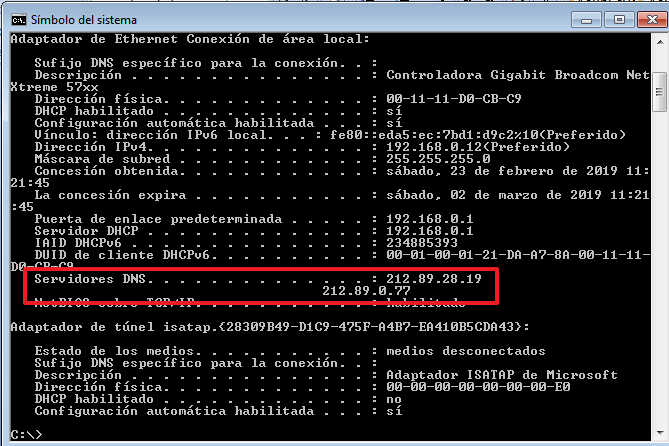 Símbolo del sistema
Adaptador de Ethernet Conexión de área local:
Sufijo DNS específico para la conexión. . :
Descripción . . . . . . . . . . . . . . . : Controladora Gigabit Broadcom Net
Xtreme 57xx
Dirección física. . . . . . . . . . . . . : 00-11-11-D0-CB-C9
DHCP habilitado . . . . . . . . . . . . . : sí
Configuración automática habilitada . . . : sí
Vínculo: dirección IPv6 local. . . : fe80::eda5:ec:7bd1:d9c2%10(Preferido)
Dirección IPv4. . . . . . . . . . . . . . : 192.168.0.12(Preferido)
Máscara de subred . . . . . . . . . . . . : 255.255.255.0
Concesión obtenida. . . . . . . . . . . . : sábado, 23 de febrero de 2019 11:
21:45
La concesión expira . . . . . . . . . . . : sábado, 02 de marzo de 2019 11:21
:45
Puerta de enlace predeterminada . . . . . : 192.168.0.1
Servidor DHCP . . . . . . . . . . . . . . : 192.168.0.1
IAID DHCPv6 . . . . . . . . . . . . . . . : 234885393
DUID de cliente DHCPv6. . . . . . . . . . : 00-01-00-01-21-DA-A7-8A-00-11-11-
D0-CB-C9
Servidores DNS. . . . . . . . . . . . . . : 212.89.28.19
212.89.0.77
NetBIOS sobre TCP/IP. . . . . . . . . . . : habilitado
Adaptador de túnel isatap.{28309B49-D1C9-475F-A4B7-EA410B5CDA43}:
Estado de los medios. . . . . . . . . . . : medios desconectados
Sufijo DNS específico para la conexión. . :
Descripción . . . . . . . . . . . . . . . : Adaptador ISATAP de Microsoft
Dirección física. . . . . . . . . . . . . : 00-00-00-00-00-00-00-E0
DHCP habilitado . . . . . . . . . . . . . : no
Configuración automática habilitada . . . : sí
C:\>